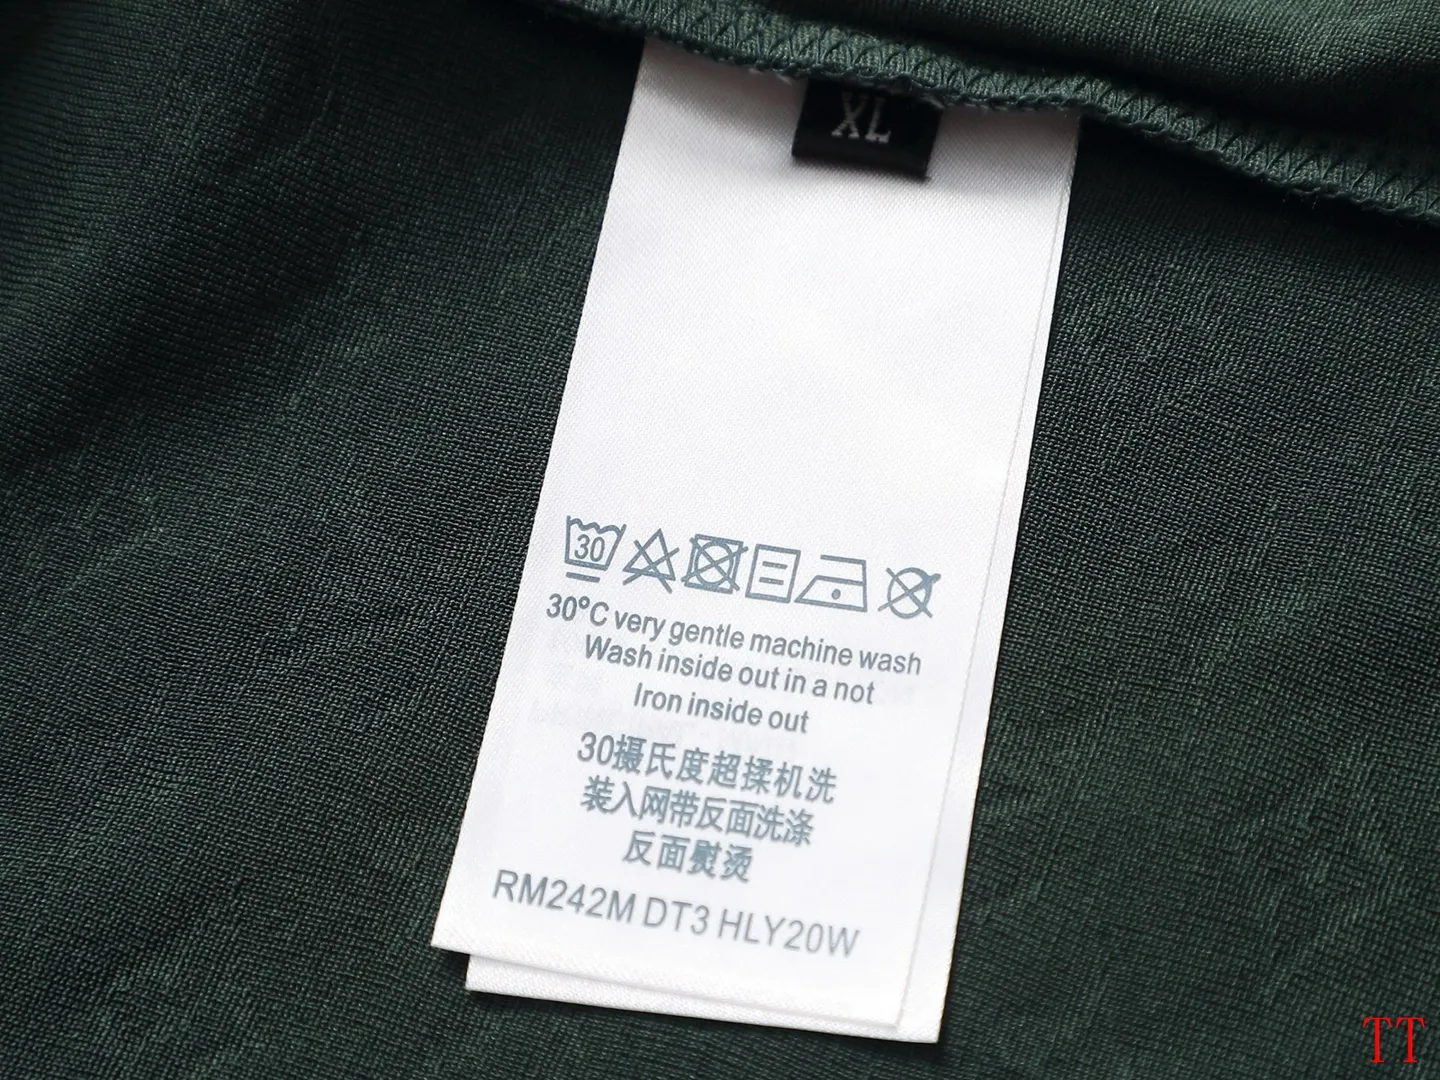 XL
30
30°C very gentle machine wash
Wash inside out in a not
Iron inside out
30摄氏度超揉机洗
装入网带反面洗涤
反面熨烫
RM242M DT3 HLY20W
TT